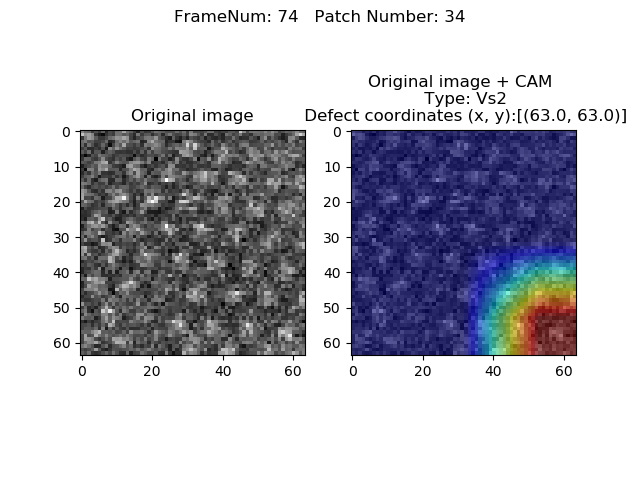 FrameNum: 74   Patch Number: 34
Original image
Original image + CAM
Type: Vs2
Defect coordinates (x, y):[(63.0, 63.0)]
0
10
20
30
40
50
60
0 20 40 60
0
10
20
30
40
50
60
0 20 40 60